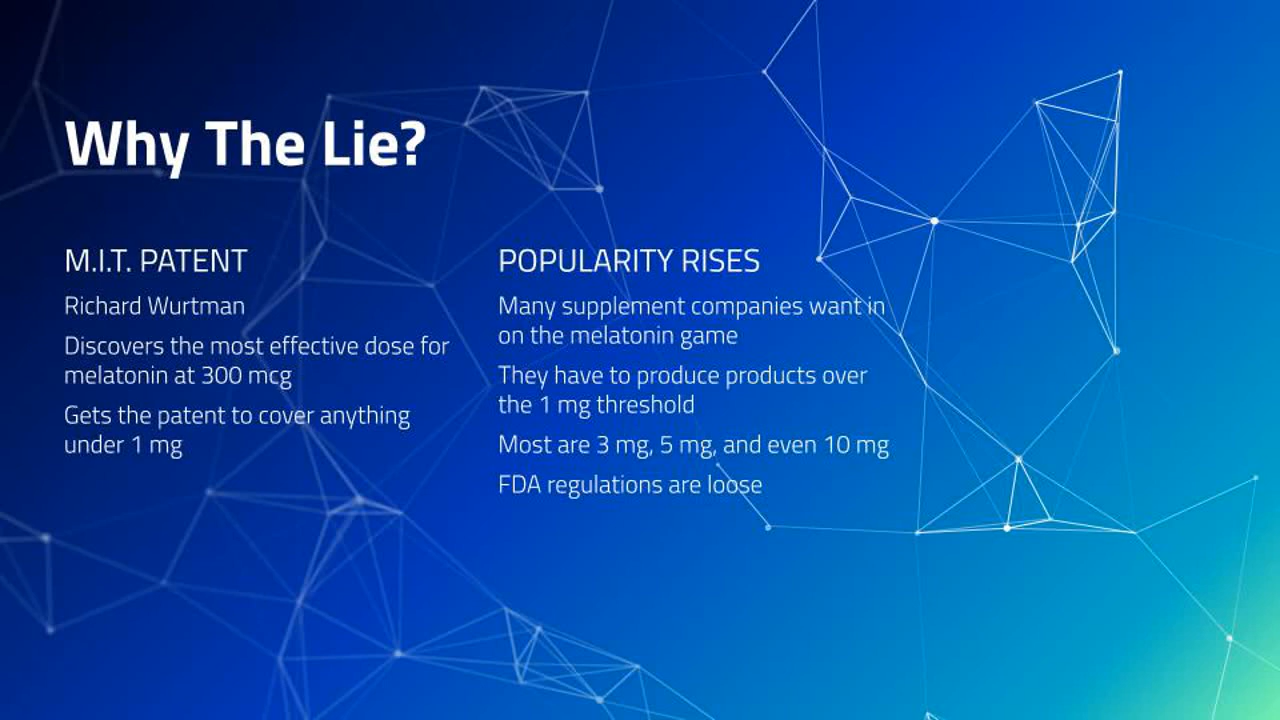 Why The Lie?
M.I.T. PATENT
Richard Wurtman
Discovers the most effective dose for
melatonin at 300 mcg
Gets the patent to cover anything
under 1 mg
POPULARITY RISES
Many supplement companies want in
on the melatonin game
They have to produce products over
the 1 mg threshold
Most are 3 mg, 5 mg, and even 10 mg
FDA regulations are loose